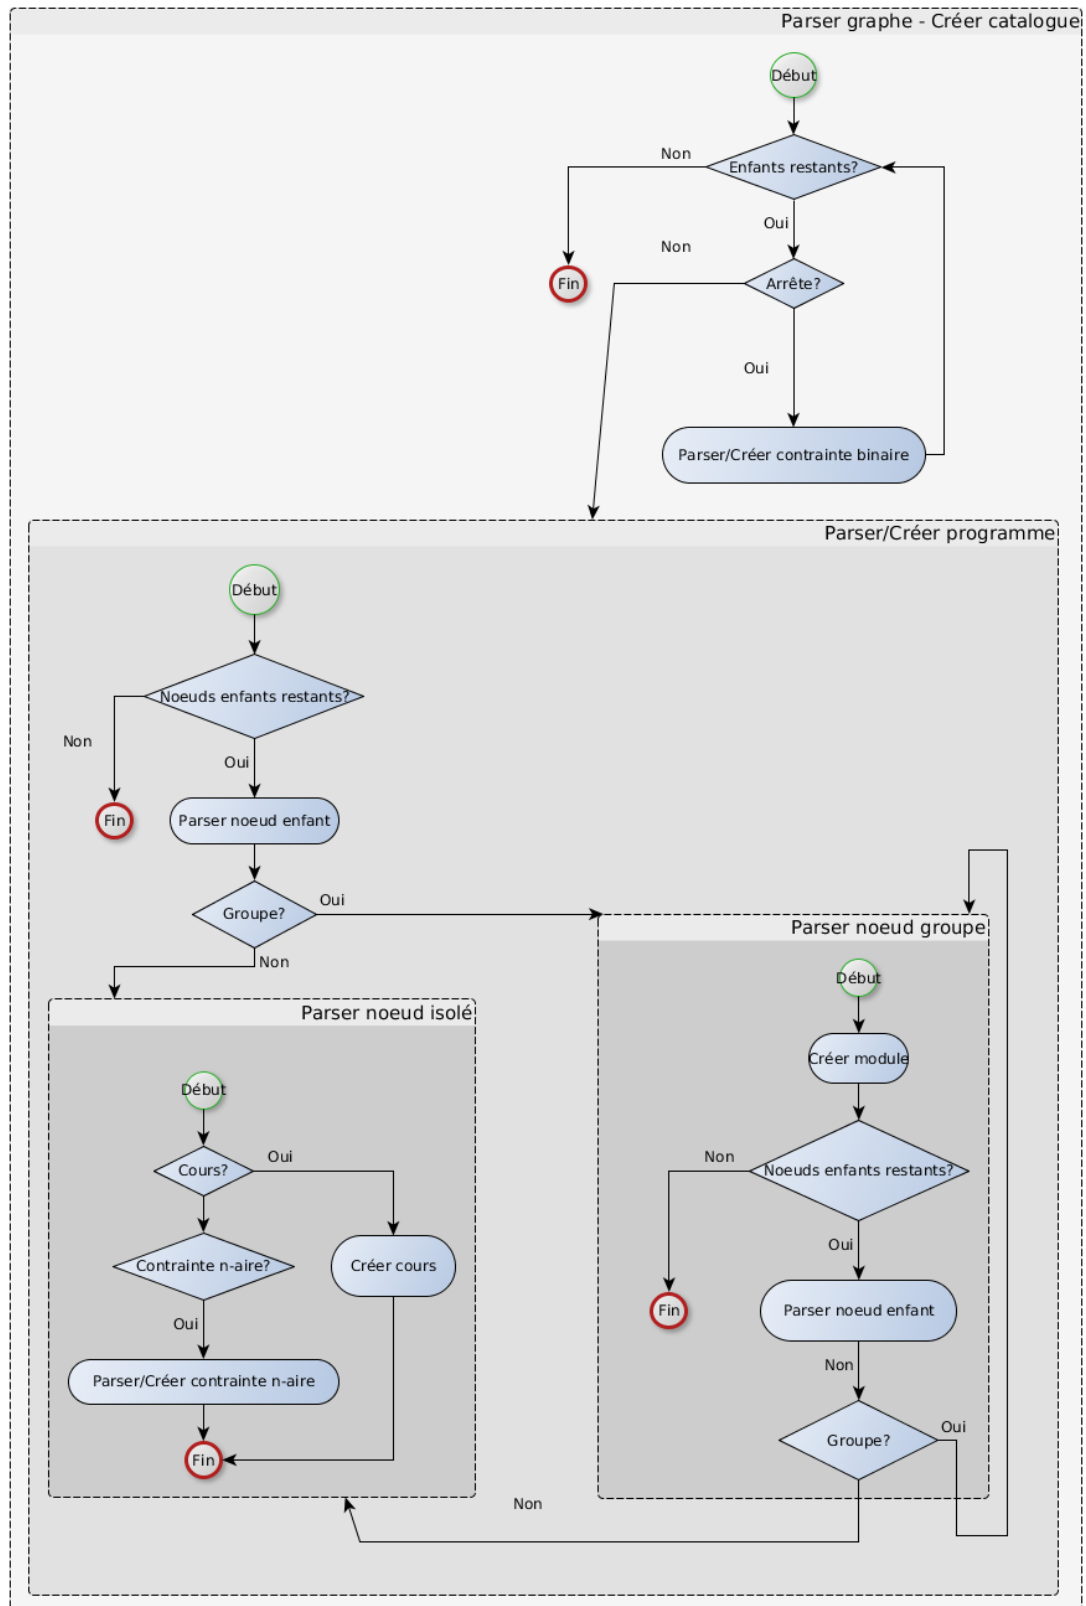 Parser graphe - Créer catalogue
Début
Non
Enfants restants?
Oui
Non
Fin
Arrête?
Oui
Parser/Créer contrainte binaire
Parser/Créer programme
Début
Noeuds enfants restants?
Non
Oui
Fin
Parser noeud enfant
Groupe?
Oui
Non
Parser noeud isolé
Début
Cours?
Oui
Contrainte n-aire?
Créer cours
Oui
Parser/Créer contrainte n-aire
Fin
Parser noeud groupe
Début
Créer module
Non
Noeuds enfants restants?
Oui
Fin
Parser noeud enfant
Non
Groupe?
Oui
Non